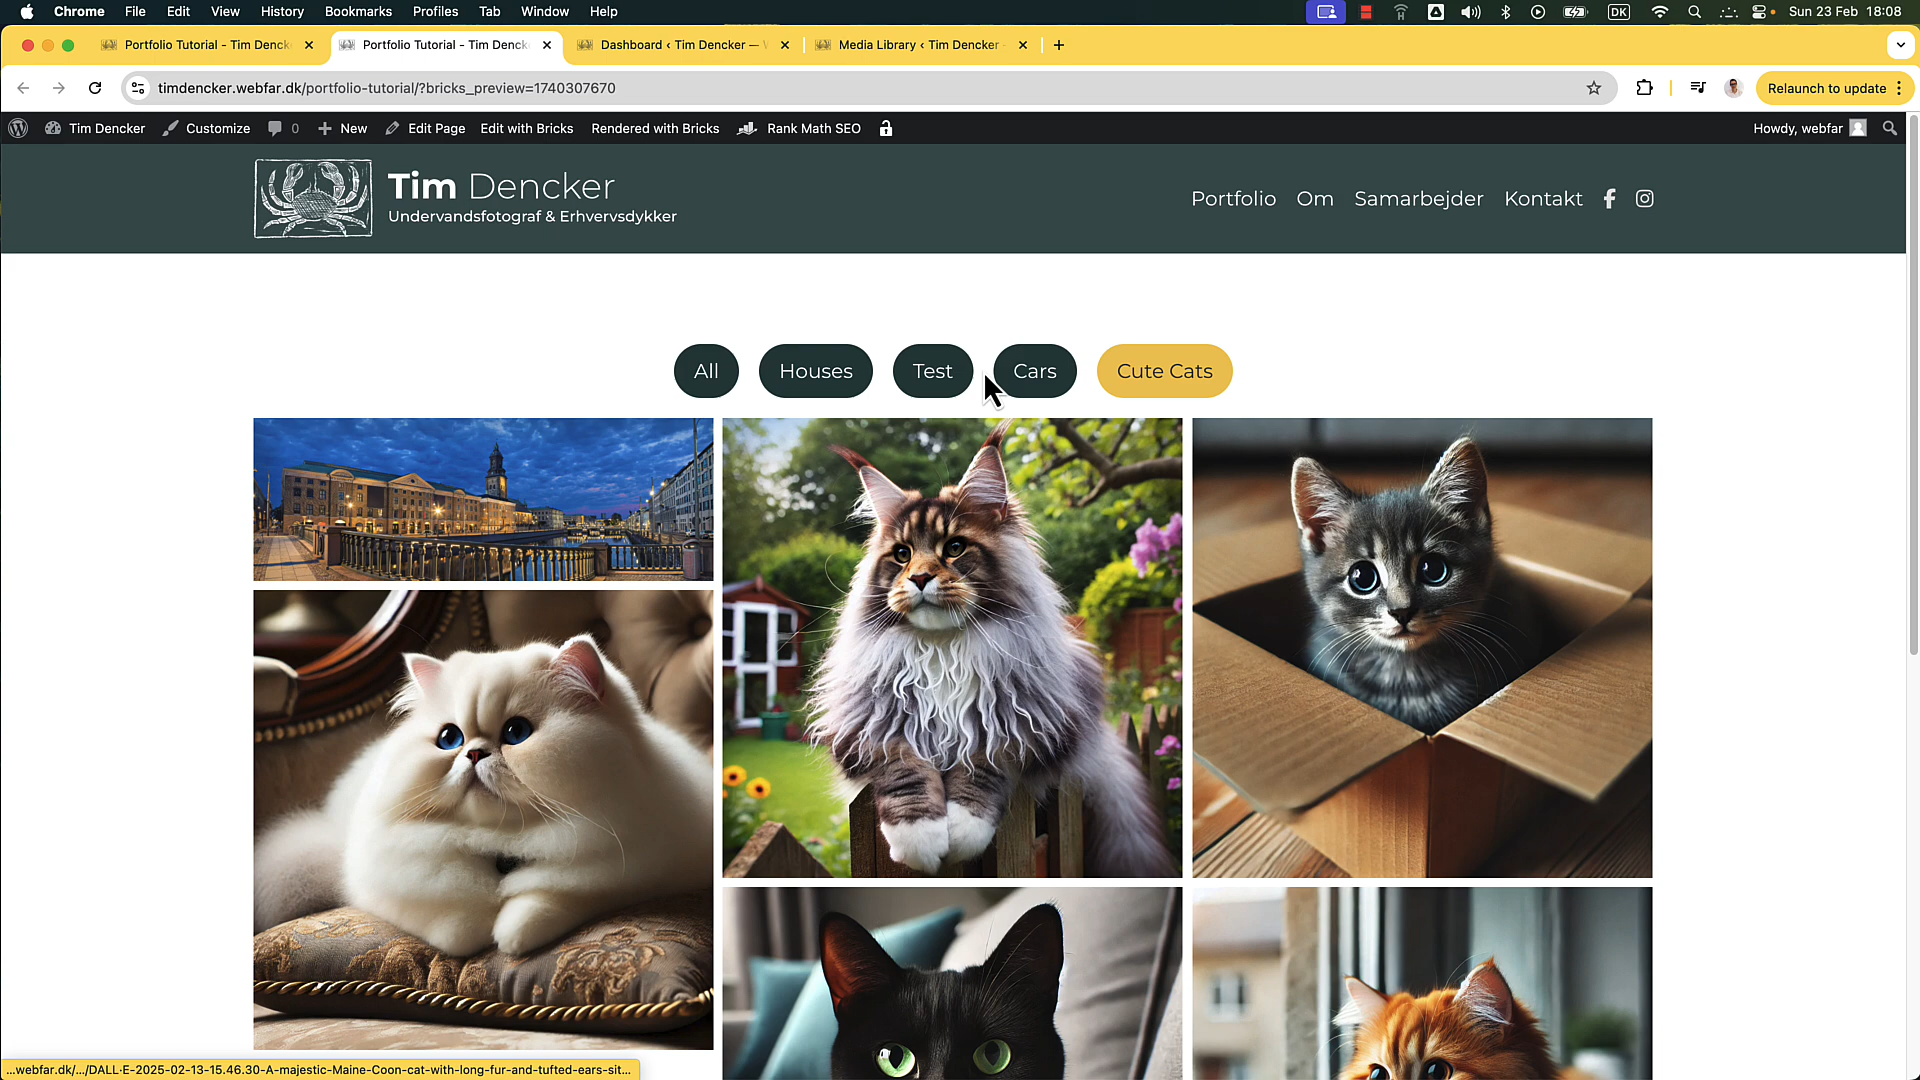 Chrome File Edit View History Bookmarks Profiles Tab Window Help
DK
Sun 23 Feb 18:08
Portfolio Tutorial - Tim Dencke
Portfolio Tutorial - Tim Dencke
Dashboard ‹ Tim Dencker —
Media Library ‹ Tim Dencker
timdencker.webfar.dk/portfolio-tutorial/?bricks_preview=1740307670
Relaunch to update
Tim Dencker Customize 0 New Edit Page Edit with Bricks Rendered with Bricks Rank Math SEO
Howdy, webfar
Tim Dencker
Undervandsfotograf & Erhvervsdykker
Portfolio Om Samarbejder Kontakt
All Houses Test Cars Cute Cats
...webfar.dk/.../DALL·E-2025-02-13-15.46.30-A-majestic-Maine-Coon-cat-with-long-fur-and-tufted-ears-sit...